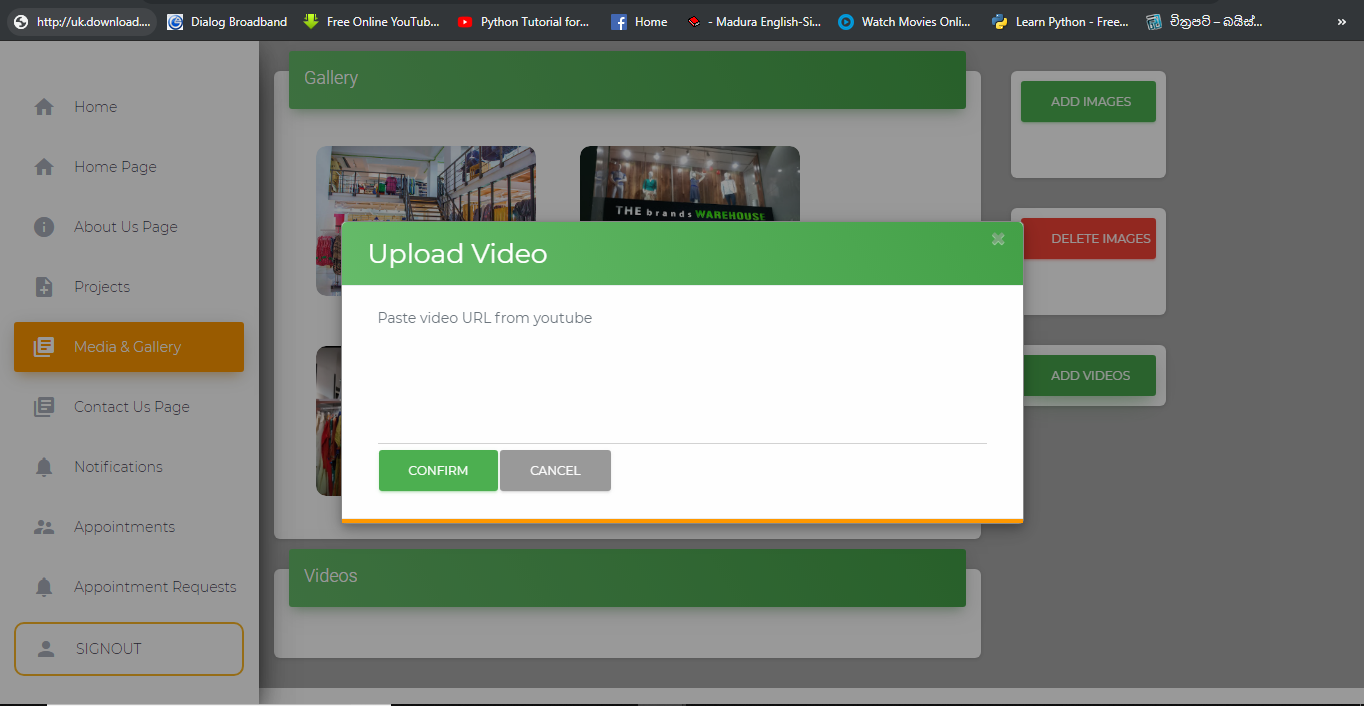 http://uk.download....
Dialog Broadband
Free Online YouTub...
Python Tutorial for...
Home
- Madura English-Si...
Watch Movies Onli...
Learn Python - Free...
චිත්‍රපටි – බයිස්...
»
Home
Home Page
About Us Page
Projects
Media & Gallery
Contact Us Page
Notifications
Appointments
Appointment Requests
SIGNOUT
Gallery
THE brands WAREHOUSE
ADD IMAGES
DELETE IMAGES
ADD VIDEOS
Upload Video
Paste video URL from youtube
CONFIRM
CANCEL
Videos